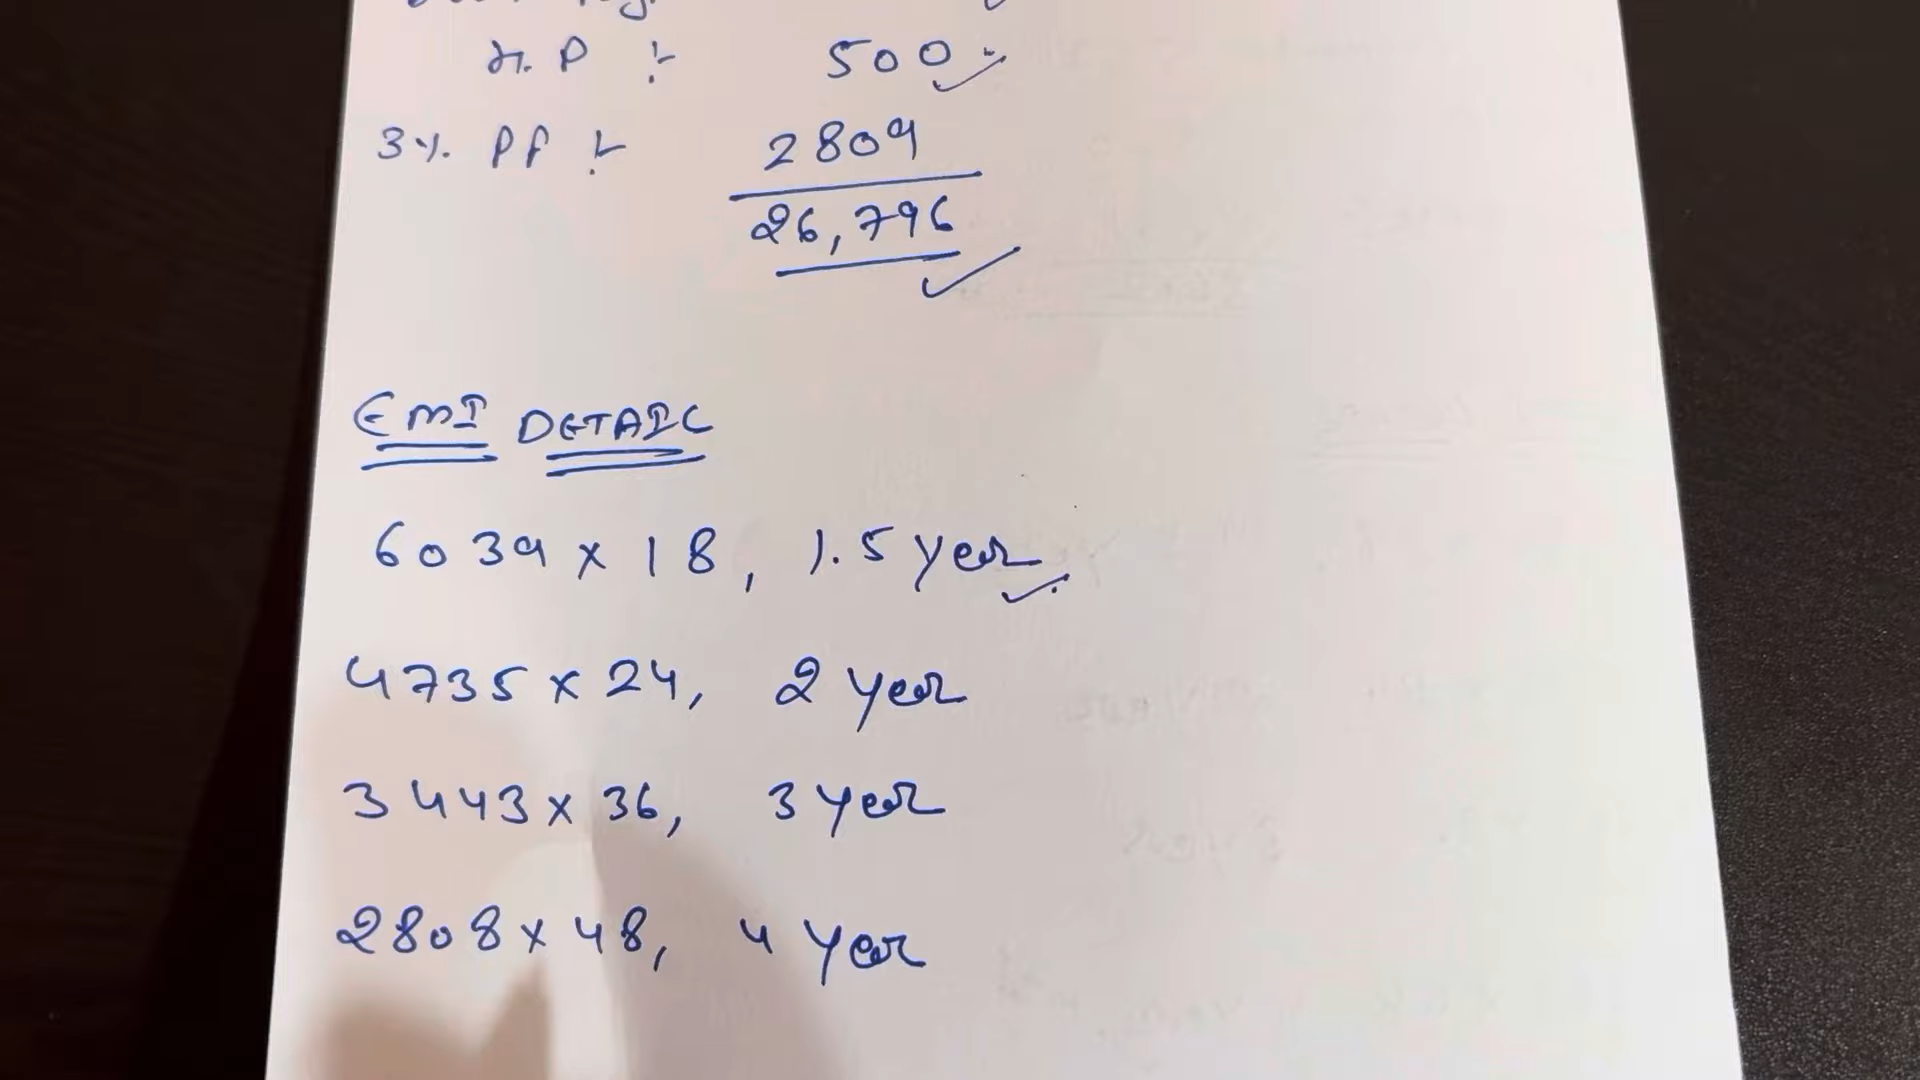 H.P :- 500
3%. PF :- 2809
26,796
EMI DETAIL
6039 x 18, 1.5 year
4735 x 24, 2 year
3443 x 36, 3 year
2808 x 48, 4 year